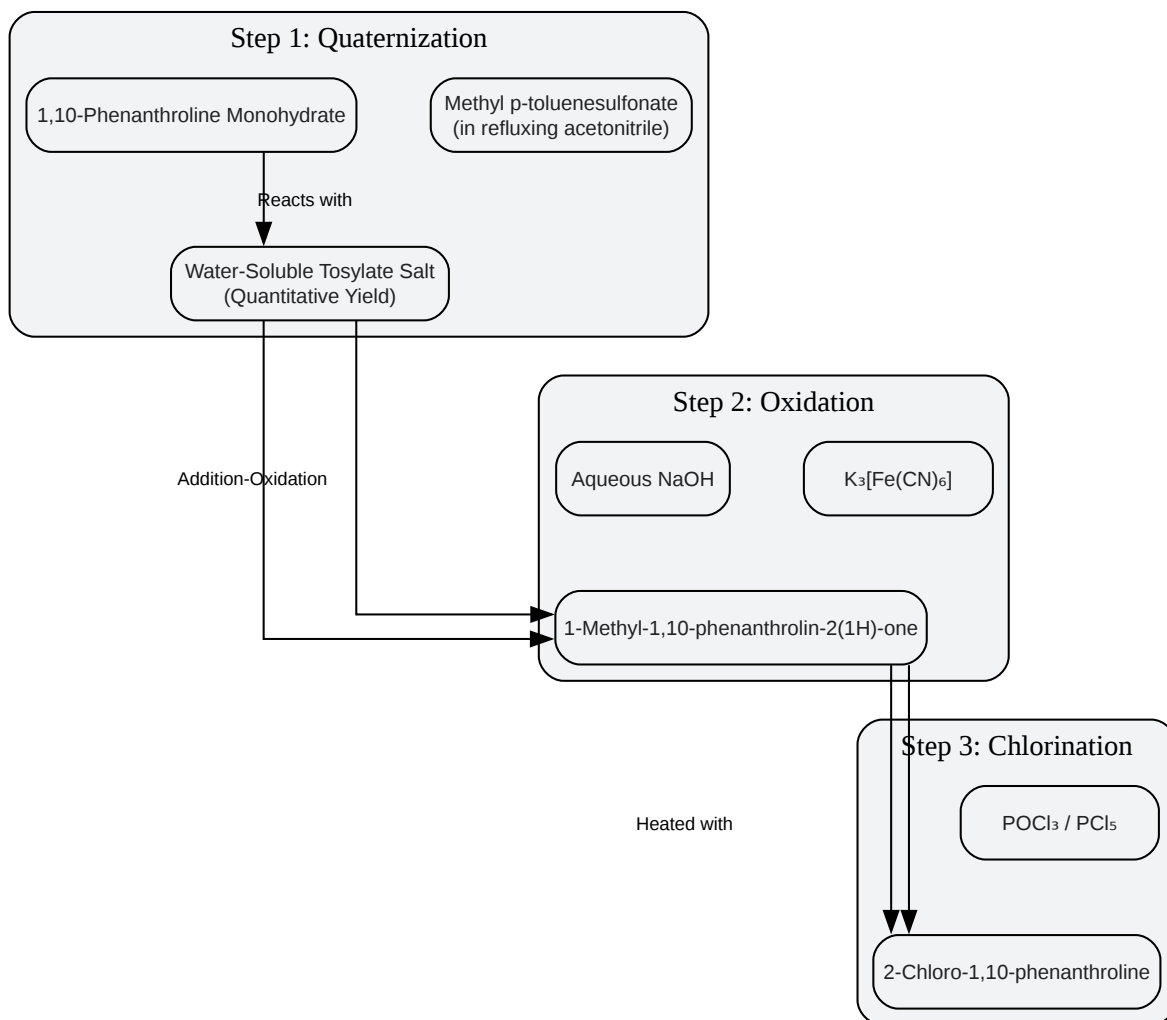 Step 1: Quaternization
1,10-Phenanthroline Monohydrate
Methyl p-toluenesulfonate
(in refluxing acetonitrile)
Reacts with
Water-Soluble Tosylate Salt
(Quantitative Yield)
Step 2: Oxidation
Addition-Oxidation
Aqueous NaOH
K₃[Fe(CN)₆]
1-Methyl-1,10-phenanthrolin-2(1H)-one
Step 3: Chlorination
Heated with
POCl₃ / PCl₅
2-Chloro-1,10-phenanthroline